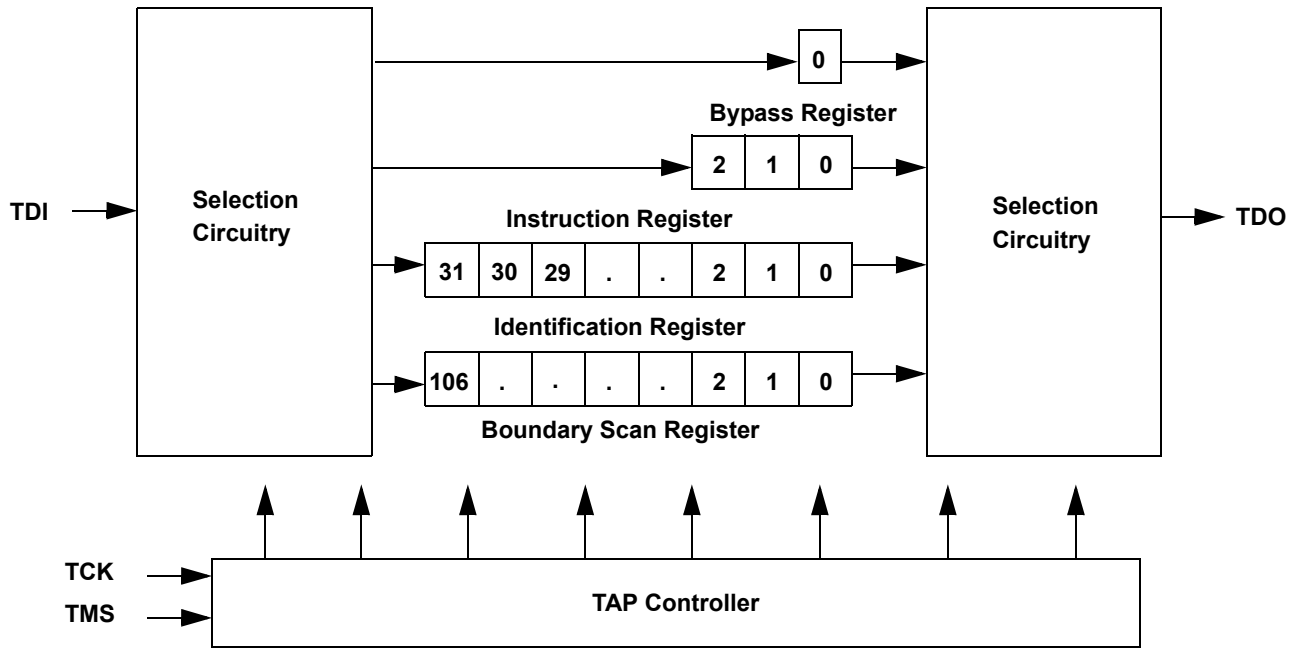 0
Bypass Register
2 1 0
Selection
Circuitry
TDI
Selection
Circuitry
TDO
Instruction Register
31 30 29 . . 2 1 0
Identification Register
106 . . . . 2 1 0
Boundary Scan Register
TCK
TMS
TAP Controller